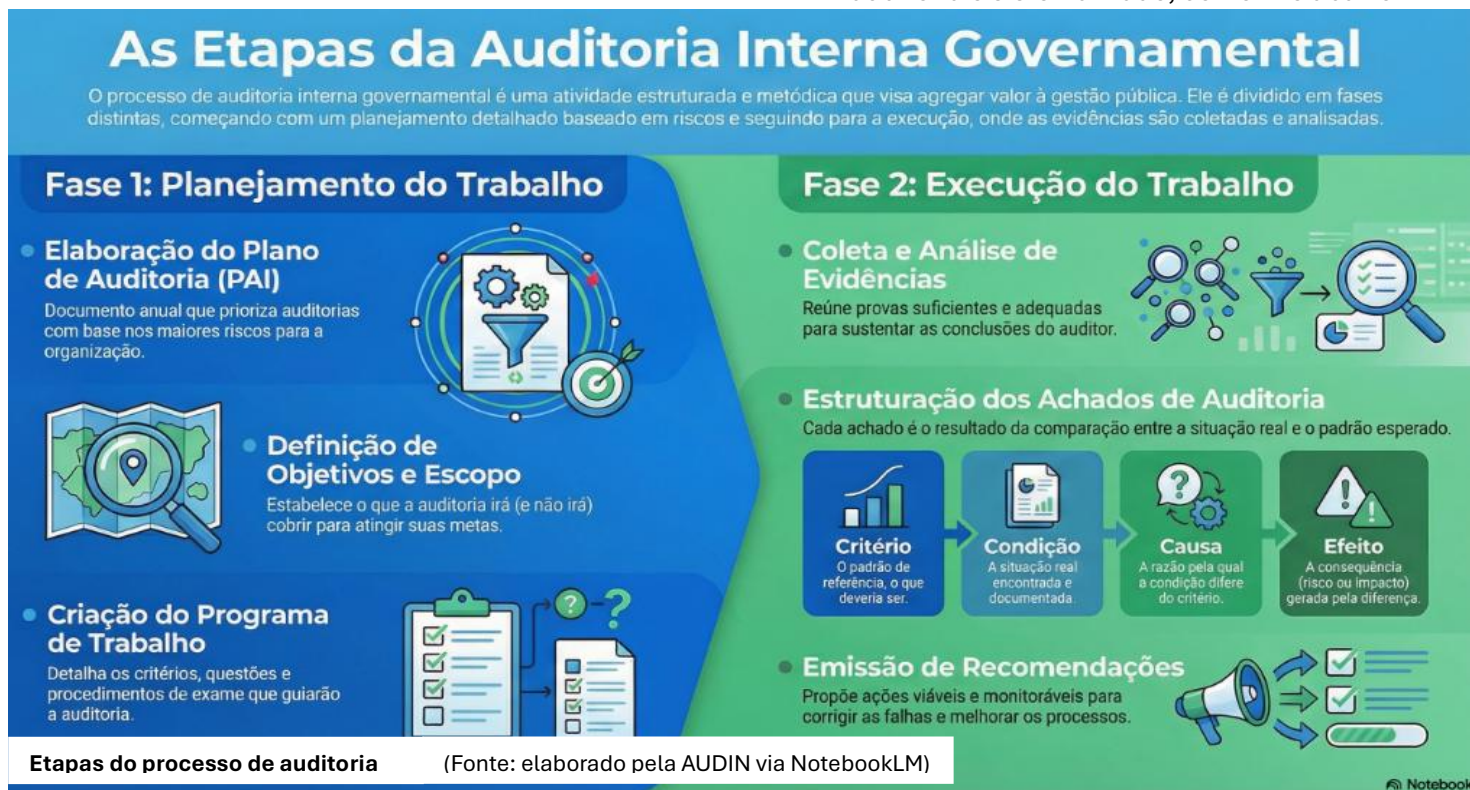 As Etapas da Auditoria Interna Governamental
O processo de auditoria interna governamental é uma atividade estruturada e metódica que visa agregar valor à gestão pública. Ele é dividido em fases
distintas, começando com um planejamento detalhado baseado em riscos e seguindo para a execução, onde as evidências são coletadas e analisadas.
Fase 1: Planejamento do Trabalho
Elaboração do Plano
de Auditoria (PAI)
Documento anual que prioriza auditorias
com base nos maiores riscos para a
organização.
Definição de
Objetivos e Escopo
Estabelece o que a auditoria irá (e não irá)
cobrir para atingir suas metas.
Criação do Programa
de Trabalho
Detalha os critérios, questões e
procedimentos de exame que guiarão
a auditoria.
Fase 2: Execução do Trabalho
Coleta e Análise de
Evidências
Reúne provas suficientes e adequadas
para sustentar as conclusões do auditor.
Estruturação dos Achados de Auditoria
Cada achado é o resultado da comparação entre a situação real e o padrão esperado.
Critério
O padrão de
referência, o que
deveria ser.
Condição
A situação real
encontrada e
documentada.
Causa
A razão pela qual
a condição difere
do critério.
Efeito
A consequência
(risco ou impacto)
gerada pela diferença.
Emissão de Recomendações
Propõe ações viáveis e monitoráveis para
corrigir as falhas e melhorar os processos.
Etapas do processo de auditoria (Fonte: elaborado pela AUDIN via NotebookLM)
Notebook